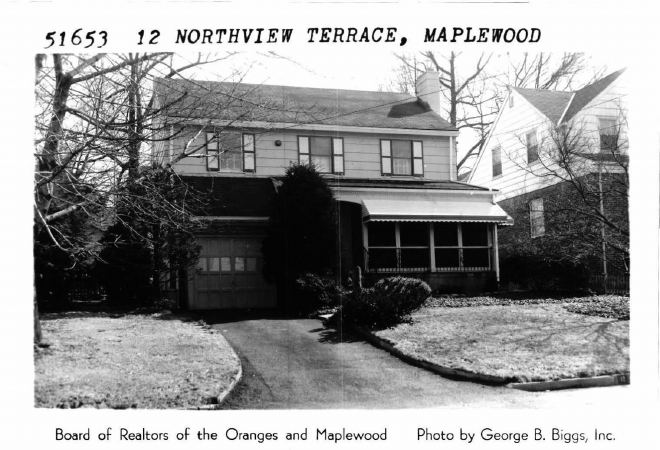 51653 12 NORTHVIEW TERRACE, MAPLEWOOD
Board of Realtors of the Oranges and Maplewood Photo by George B. Biggs, Inc.